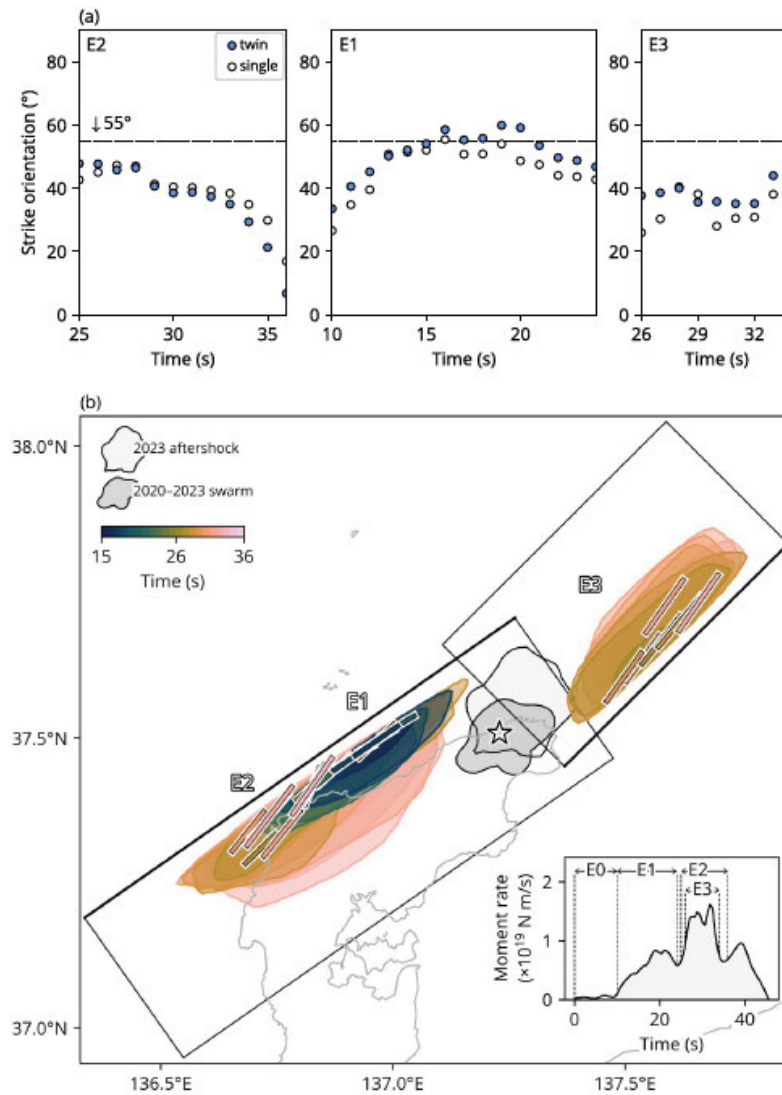 (a)
E2
twin
single
↓55°
E1
E3
Strike orientation (°)
80
60
40
20
0
25
30
35
Time (s)
80
60
40
20
0
10
15
20
Time (s)
80
60
40
20
0
26
29
32
Time (s)
(b)
38.0°N
37.5°N
37.0°N
136.5°E
137.0°E
137.5°E
2023 aftershock
2020–2023 swarm
15
26
36
Time (s)
E3
E1
E2
E0
E1
E2
E3
Moment rate
(×10¹⁹ N m/s)
2
1
0
0
20
40
Time (s)